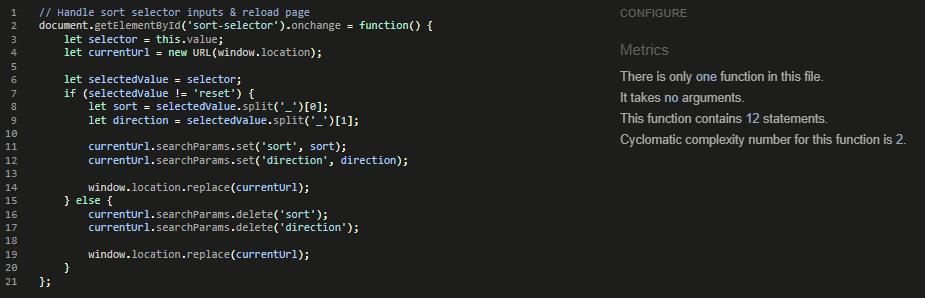 1 // Handle sort selector inputs & reload page
2 document.getElementById('sort-selector').onchange = function() {
3     let selector = this.value;
4     let currentUrl = new URL(window.location);
5
6     let selectedValue = selector;
7     if (selectedValue != 'reset') {
8         let sort = selectedValue.split('_')[0];
9         let direction = selectedValue.split('_')[1];
10
11         currentUrl.searchParams.set('sort', sort);
12         currentUrl.searchParams.set('direction', direction);
13
14         window.location.replace(currentUrl);
15     } else {
16         currentUrl.searchParams.delete('sort');
17         currentUrl.searchParams.delete('direction');
18
19         window.location.replace(currentUrl);
20     }
21 };
CONFIGURE
Metrics
There is only one function in this file.
It takes no arguments.
This function contains 12 statements.
Cyclomatic complexity number for this function is 2.